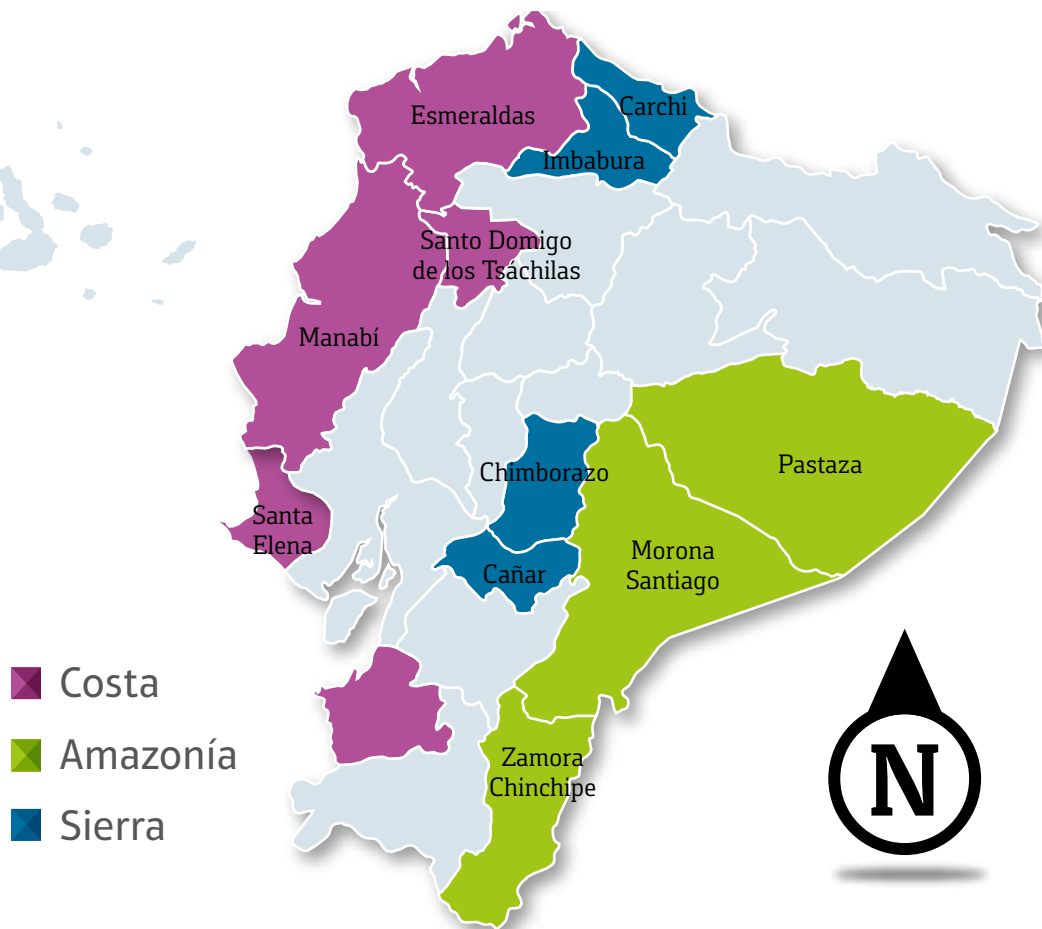 Esmeraldas
Carchi
Imbabura
Santo Domigo
de los Tsáchilas
Manabí
Chimborazo
Pastaza
Santa
Elena
Morona
Santiago
Cañar
Zamora
Chinchipe
Costa
Amazonía
Sierra
N